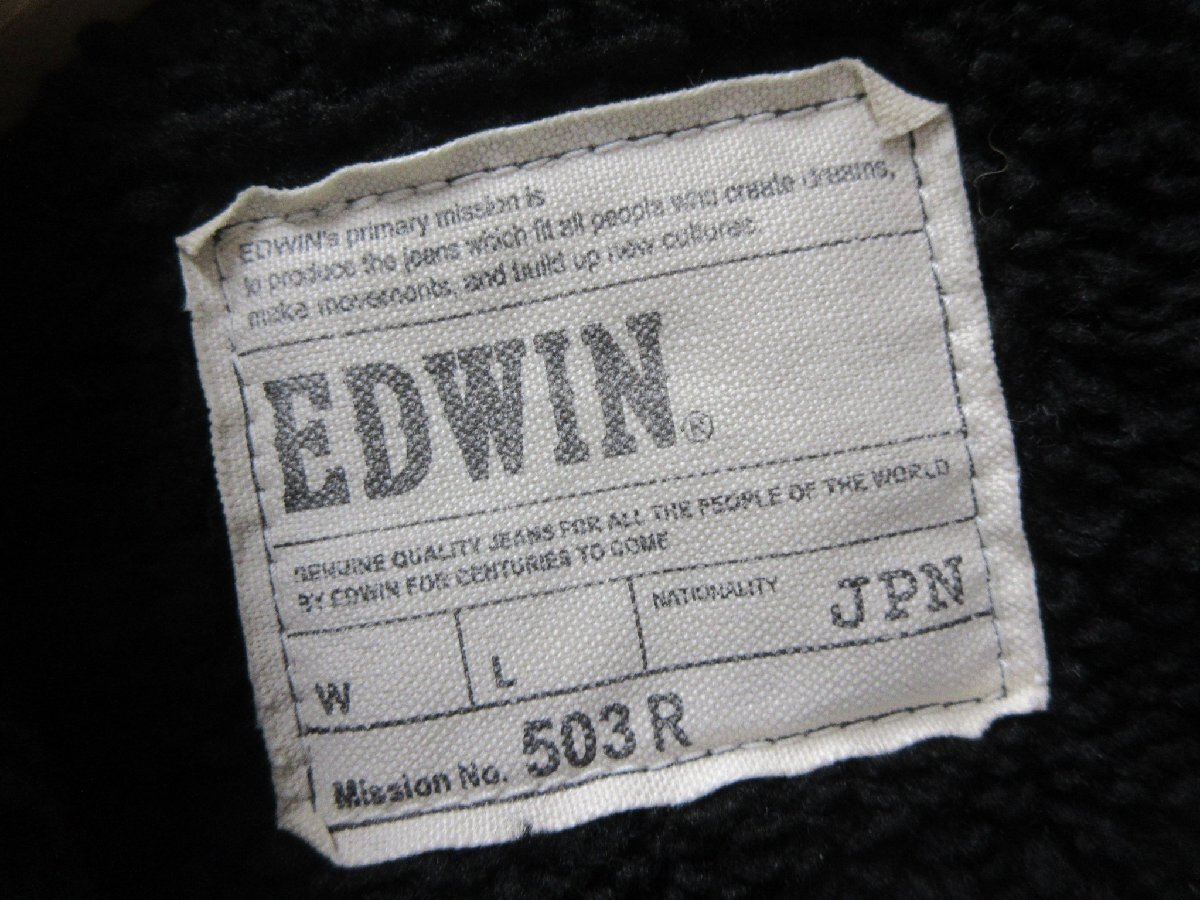 EDWIN's primary mission is
to produce the jeans which fit all people who create dreams,
make movements, and build up new cultures.
EDWIN®
GENUINE QUALITY JEANS FOR ALL THE PEOPLE OF THE WORLD
BY EDWIN FOR CENTURIES TO COME
W L NATIONALITY JPN
Mission No. 503 R